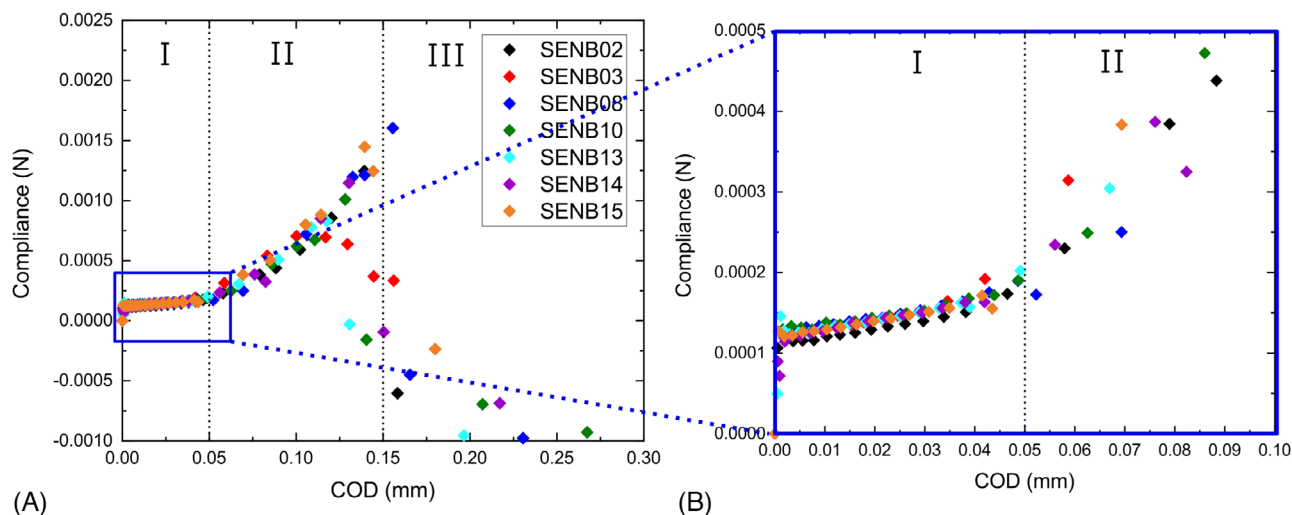 0.0025
0.0020
0.0015
0.0010
0.0005
0.0000
-0.0005
-0.0010
Compliance (N)
I II III
SENB02
SENB03
SENB08
SENB10
SENB13
SENB14
SENB15
0.00 0.05 0.10 0.15 0.20 0.25 0.30
COD (mm)
(A)
0.0005
0.0004
0.0003
0.0002
0.0001
0.0000
Compliance (N)
I II
0.00 0.01 0.02 0.03 0.04 0.05 0.06 0.07 0.08 0.09 0.10
COD (mm)
(B)